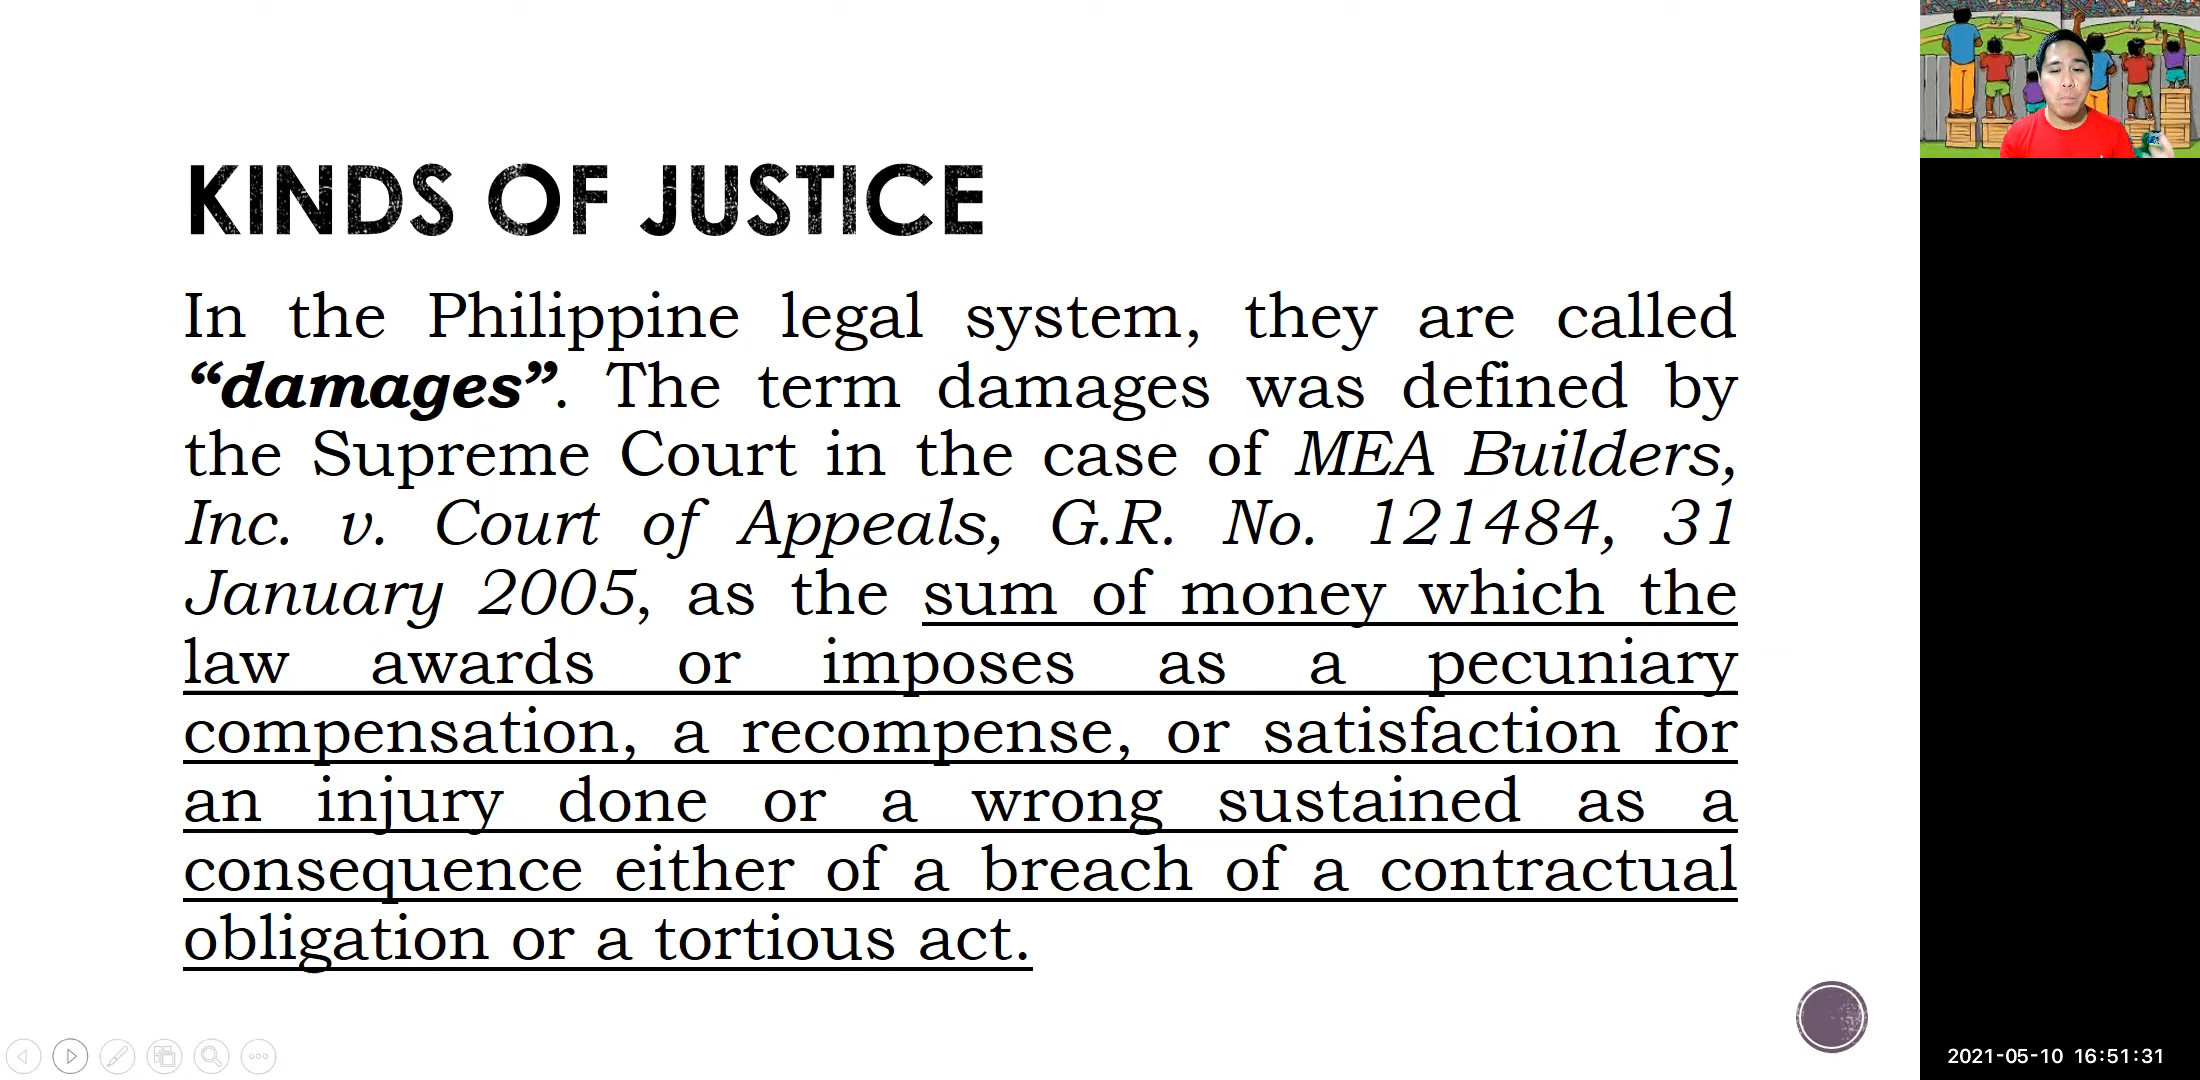 KINDS OF JUSTICE
In the Philippine legal system, they are called
“damages”. The term damages was defined by
the Supreme Court in the case of MEA Builders,
Inc. v. Court of Appeals, G.R. No. 121484, 31
January 2005, as the sum of money which the
law awards or imposes as a pecuniary
compensation, a recompense, or satisfaction for
an injury done or a wrong sustained as a
consequence either of a breach of a contractual
obligation or a tortious act.
2021-05-10 16:51:31